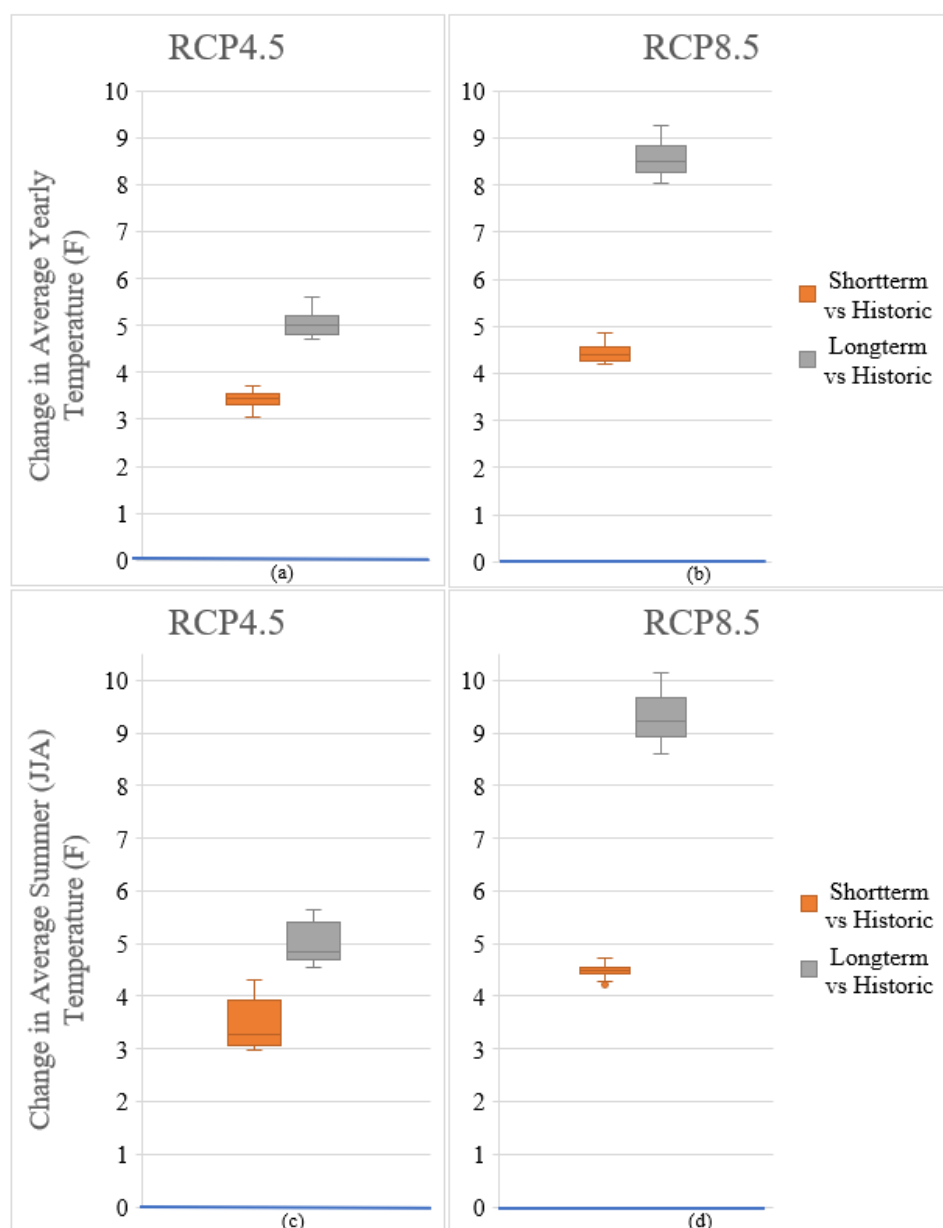 RCP4.5
10
9
8
7
6
5
4
3
2
1
0
Change in Average Yearly
Temperature (F)
(a)
RCP8.5
10
9
8
7
6
5
4
3
2
1
0
(b)
Shortterm
vs Historic
Longterm
vs Historic
RCP4.5
10
9
8
7
6
5
4
3
2
1
0
Change in Average Summer (JJA)
Temperature (F)
(c)
RCP8.5
10
9
8
7
6
5
4
3
2
1
0
(d)
Shortterm
vs Historic
Longterm
vs Historic